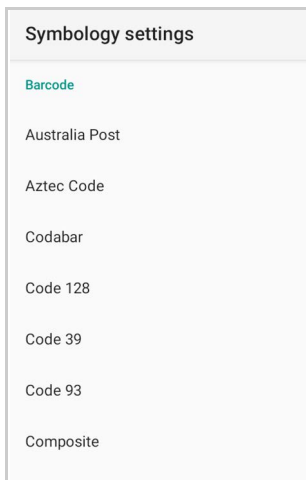 Symbology settings
Barcode
Australia Post
Aztec Code
Codabar
Code 128
Code 39
Code 93
Composite